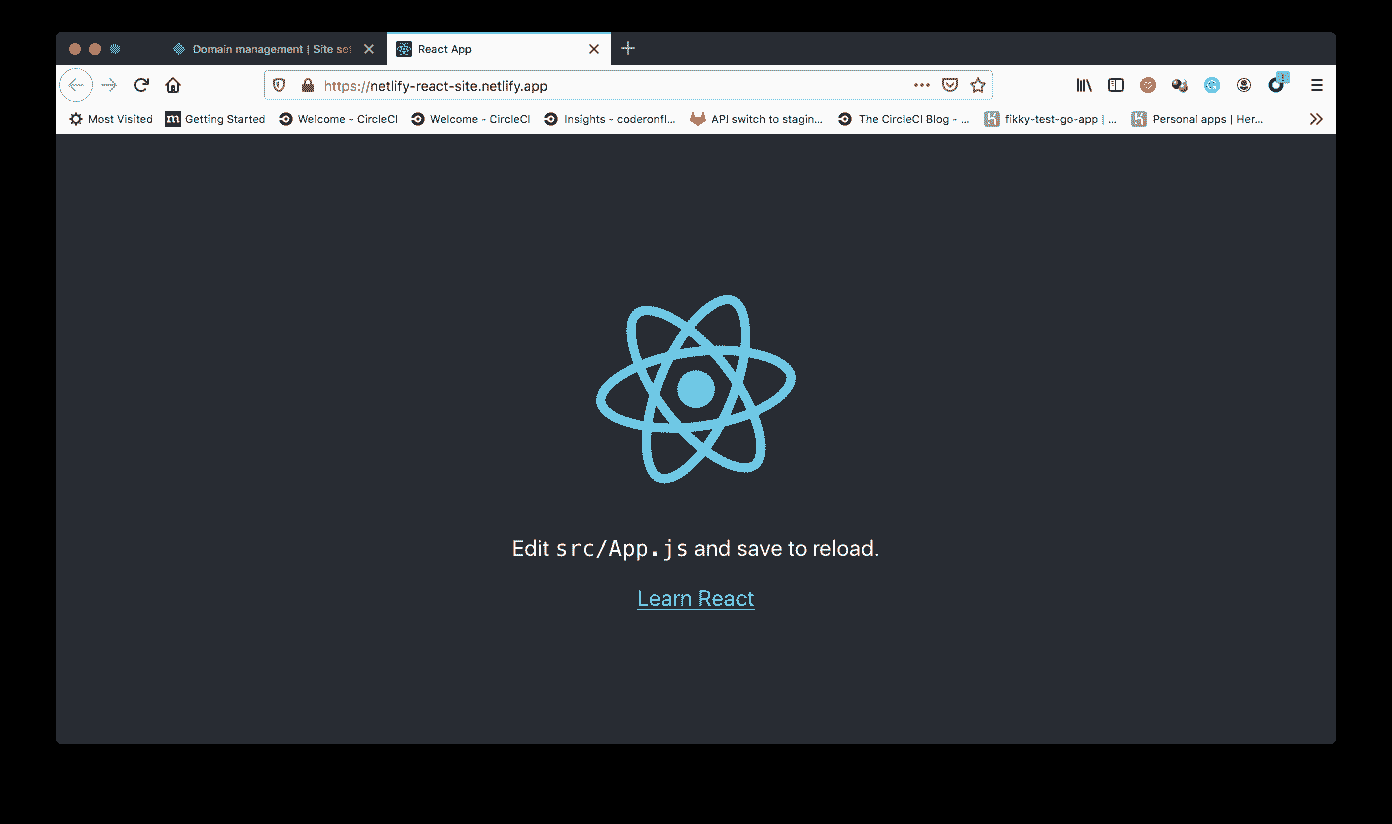 Domain management | Site set
React App
https://netlify-react-site.netlify.app
Most Visited Getting Started Welcome - CircleCI Welcome - CircleCI Insights - coderonfl... API switch to stagin... The CircleCI Blog - ... fikky-test-go-app | ... Personal apps | Her...
Edit src/App.js and save to reload.
Learn React